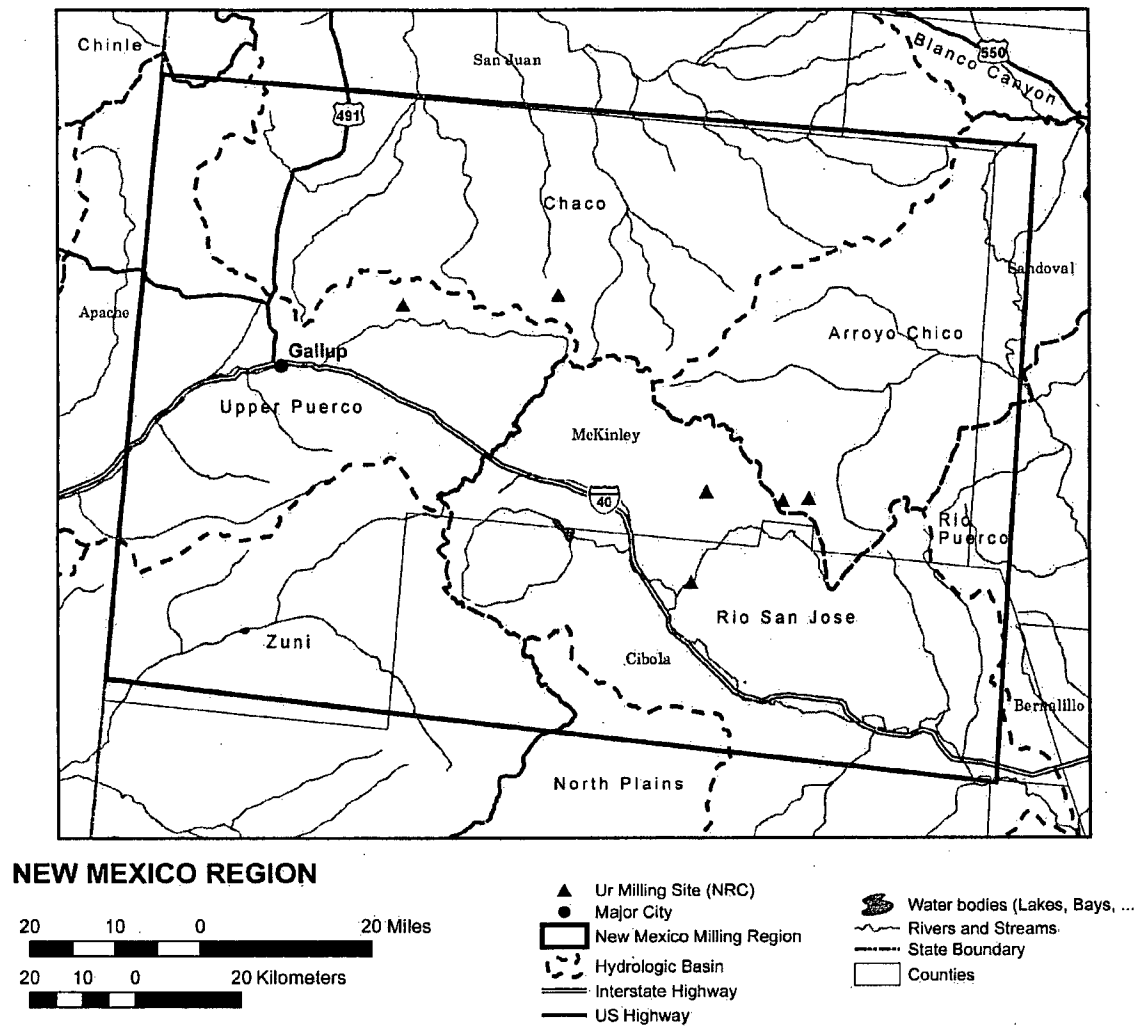 Chinle
San Juan
550
Blanco Canyon
491
Chaco
Sandoval
Apache
Arroyo Chico
Gallup
Upper Puerco
McKinley
40
Rio
Puerco
Rio San Jose
Zuni
Cibola
Bernalillo
North Plains
NEW MEXICO REGION
20 10 0 20 Miles
20 10 0 20 Kilometers
Ur Milling Site (NRC)
Major City
New Mexico Milling Region
Hydrologic Basin
Interstate Highway
US Highway
Water bodies (Lakes, Bays, ...
Rivers and Streams
State Boundary
Counties